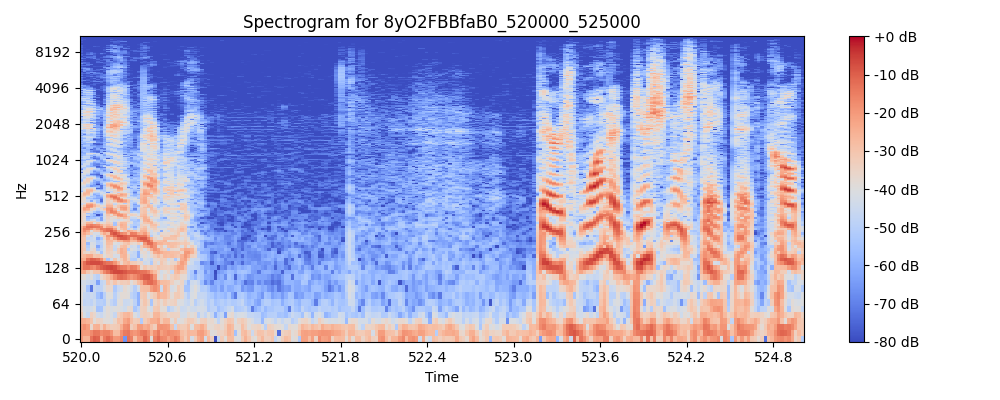 Spectrogram for 8yO2FBBfaB0_520000_525000
Hz
8192
4096
2048
1024
512
256
128
64
0
520.0 520.6 521.2 521.8 522.4 523.0 523.6 524.2 524.8
Time
+0 dB
-10 dB
-20 dB
-30 dB
-40 dB
-50 dB
-60 dB
-70 dB
-80 dB